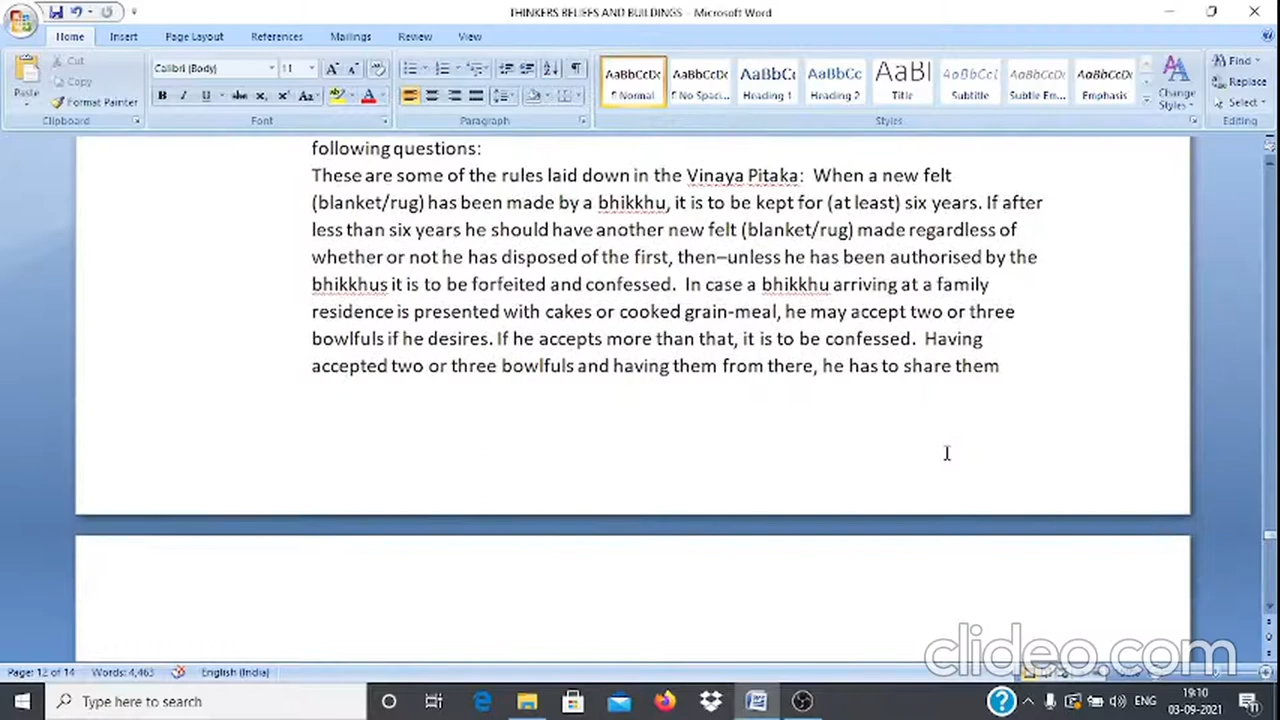 THINKERS BELIEFS AND BUILDINGS - Microsoft Word
Home Insert Page Layout References Mailings Review View
Cut
Copy
Format Painter
Paste
Calibri (Body) 11
AaBbCcDc AaBbCcDc AaBbC AaBbCc AaBl AaBbCcl AaBbCcDc AaBbCcDc
¶ Normal ¶ No Spaci... Heading 1 Heading 2 Title Subtitle Subtle Em... Emphasis
Change Styles
Find
Replace
Select
Clipboard Font Paragraph Styles Editing
following questions:
These are some of the rules laid down in the Vinaya Pitaka: When a new felt
(blanket/rug) has been made by a bhikkhu, it is to be kept for (at least) six years. If after
less than six years he should have another new felt (blanket/rug) made regardless of
whether or not he has disposed of the first, then–unless he has been authorised by the
bhikkhus it is to be forfeited and confessed. In case a bhikkhu arriving at a family
residence is presented with cakes or cooked grain-meal, he may accept two or three
bowlfuls if he desires. If he accepts more than that, it is to be confessed. Having
accepted two or three bowlfuls and having them from there, he has to share them
clideo.com
Page: 12 of 14 Words: 4,463 English (India)
Type here to search
ENG
19:10
03-09-2021